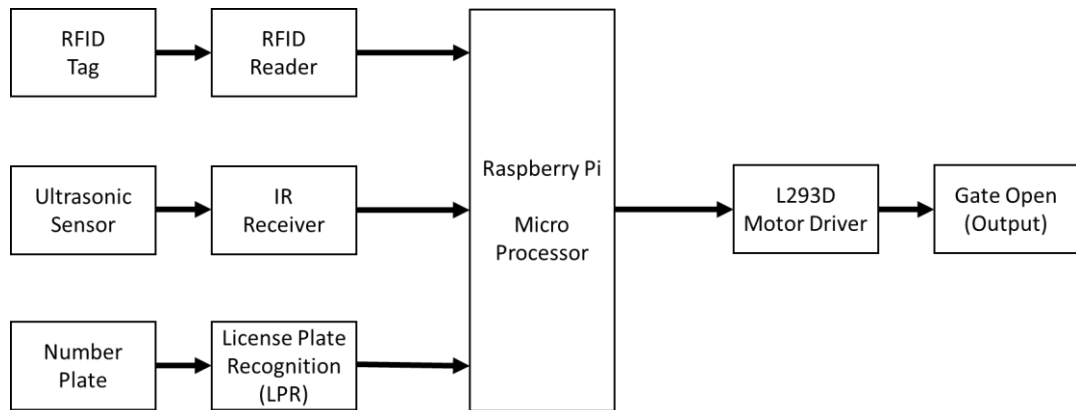 RFID
Tag
RFID
Reader
Ultrasonic
Sensor
IR
Receiver
Number
Plate
License Plate
Recognition
(LPR)
Raspberry Pi
Micro
Processor
L293D
Motor Driver
Gate Open
(Output)